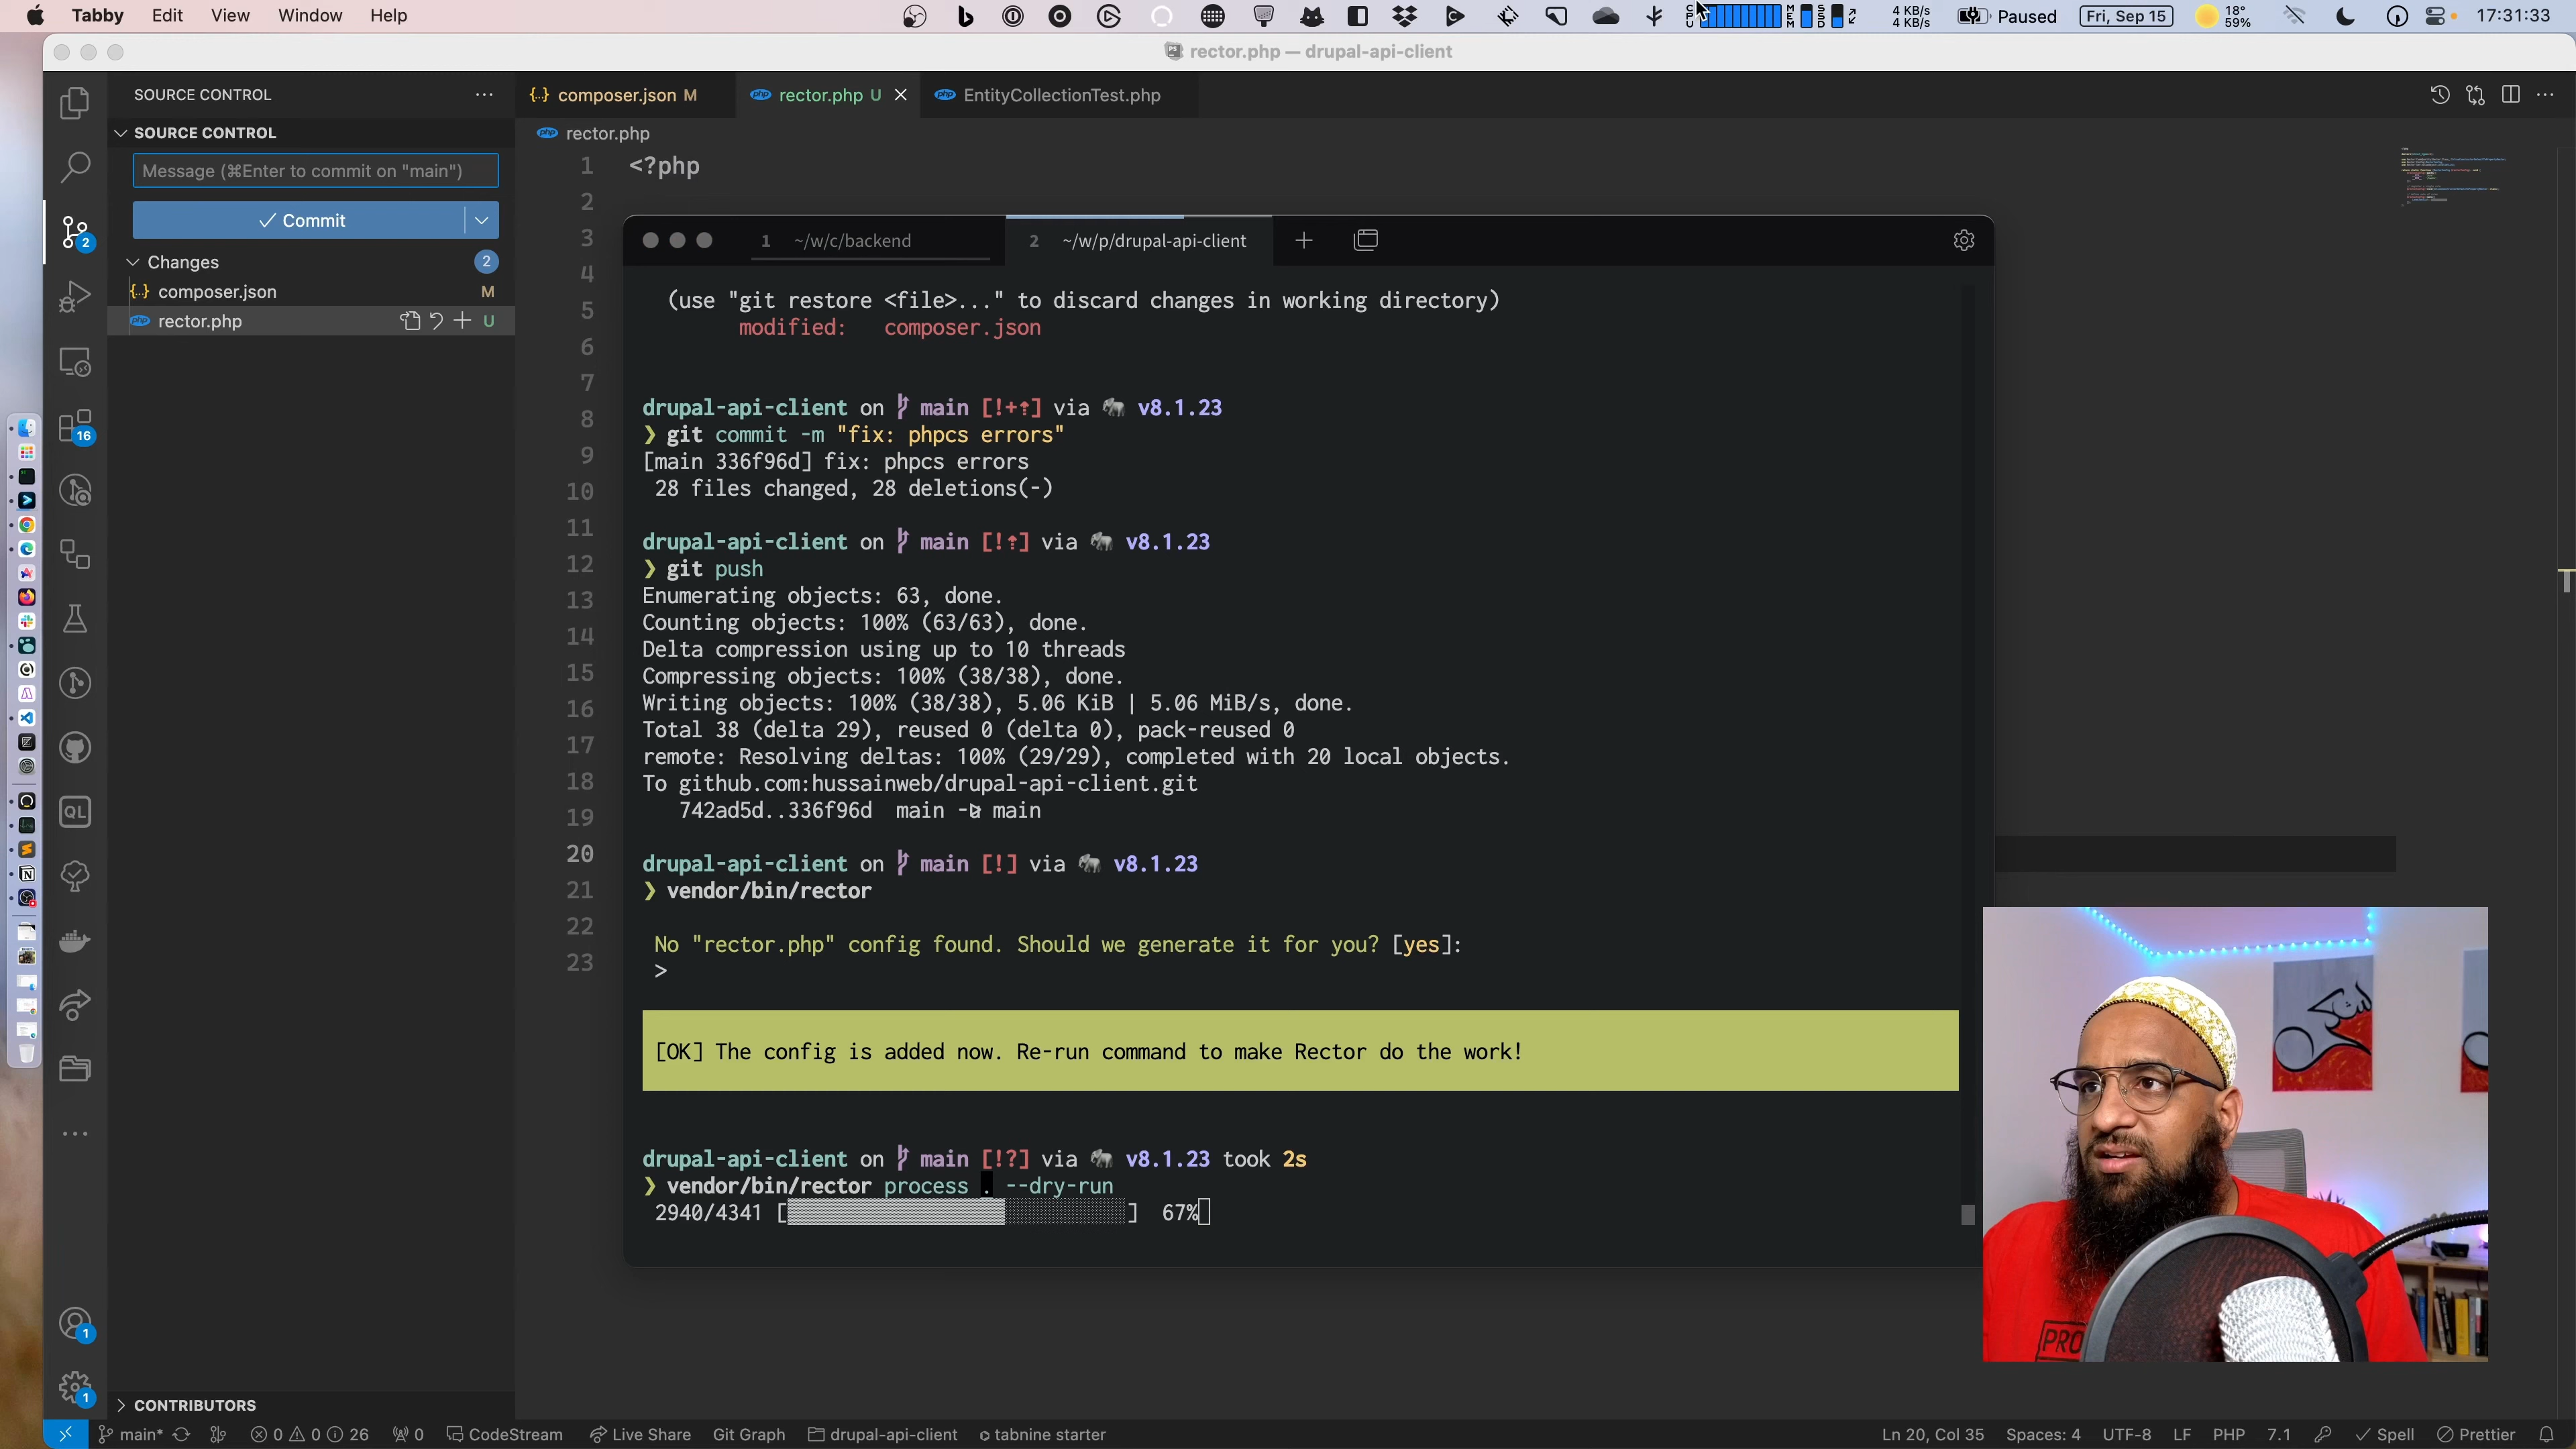 Tabby Edit View Window Help
4 KB/s
4 KB/s
Paused
Fri, Sep 15
18°
59%
17:31:33
rector.php — drupal-api-client
SOURCE CONTROL
composer.json M
rector.php U
EntityCollectionTest.php
SOURCE CONTROL
rector.php
Message (⌘Enter to commit on "main")
Commit
Changes 2
composer.json M
rector.php U
2
16
1
1
CONTRIBUTORS
1 <?php
2
3
4
5
6
7
8
9
10
11
12
13
14
15
16
17
18
19
20
21
22
23
1 ~/w/c/backend
2 ~/w/p/drupal-api-client
(use "git restore <file>..." to discard changes in working directory)
modified: composer.json
drupal-api-client on main [!+⇡] via 🐘 v8.1.23
❯ git commit -m "fix: phpcs errors"
[main 336f96d] fix: phpcs errors
28 files changed, 28 deletions(-)
drupal-api-client on main [!⇡] via 🐘 v8.1.23
❯ git push
Enumerating objects: 63, done.
Counting objects: 100% (63/63), done.
Delta compression using up to 10 threads
Compressing objects: 100% (38/38), done.
Writing objects: 100% (38/38), 5.06 KiB | 5.06 MiB/s, done.
Total 38 (delta 29), reused 0 (delta 0), pack-reused 0
remote: Resolving deltas: 100% (29/29), completed with 20 local objects.
To github.com:hussainweb/drupal-api-client.git
742ad5d..336f96d main -> main
drupal-api-client on main [!] via 🐘 v8.1.23
❯ vendor/bin/rector
No "rector.php" config found. Should we generate it for you? [yes]:
>
[OK] The config is added now. Re-run command to make Rector do the work!
drupal-api-client on main [!?] via 🐘 v8.1.23 took 2s
❯ vendor/bin/rector process . --dry-run
2940/4341 [ ] 67%
PRO
main* 0 0 26 0 CodeStream Live Share Git Graph drupal-api-client tabnine starter
Ln 20, Col 35 Spaces: 4 UTF-8 LF PHP 7.1 Spell Prettier